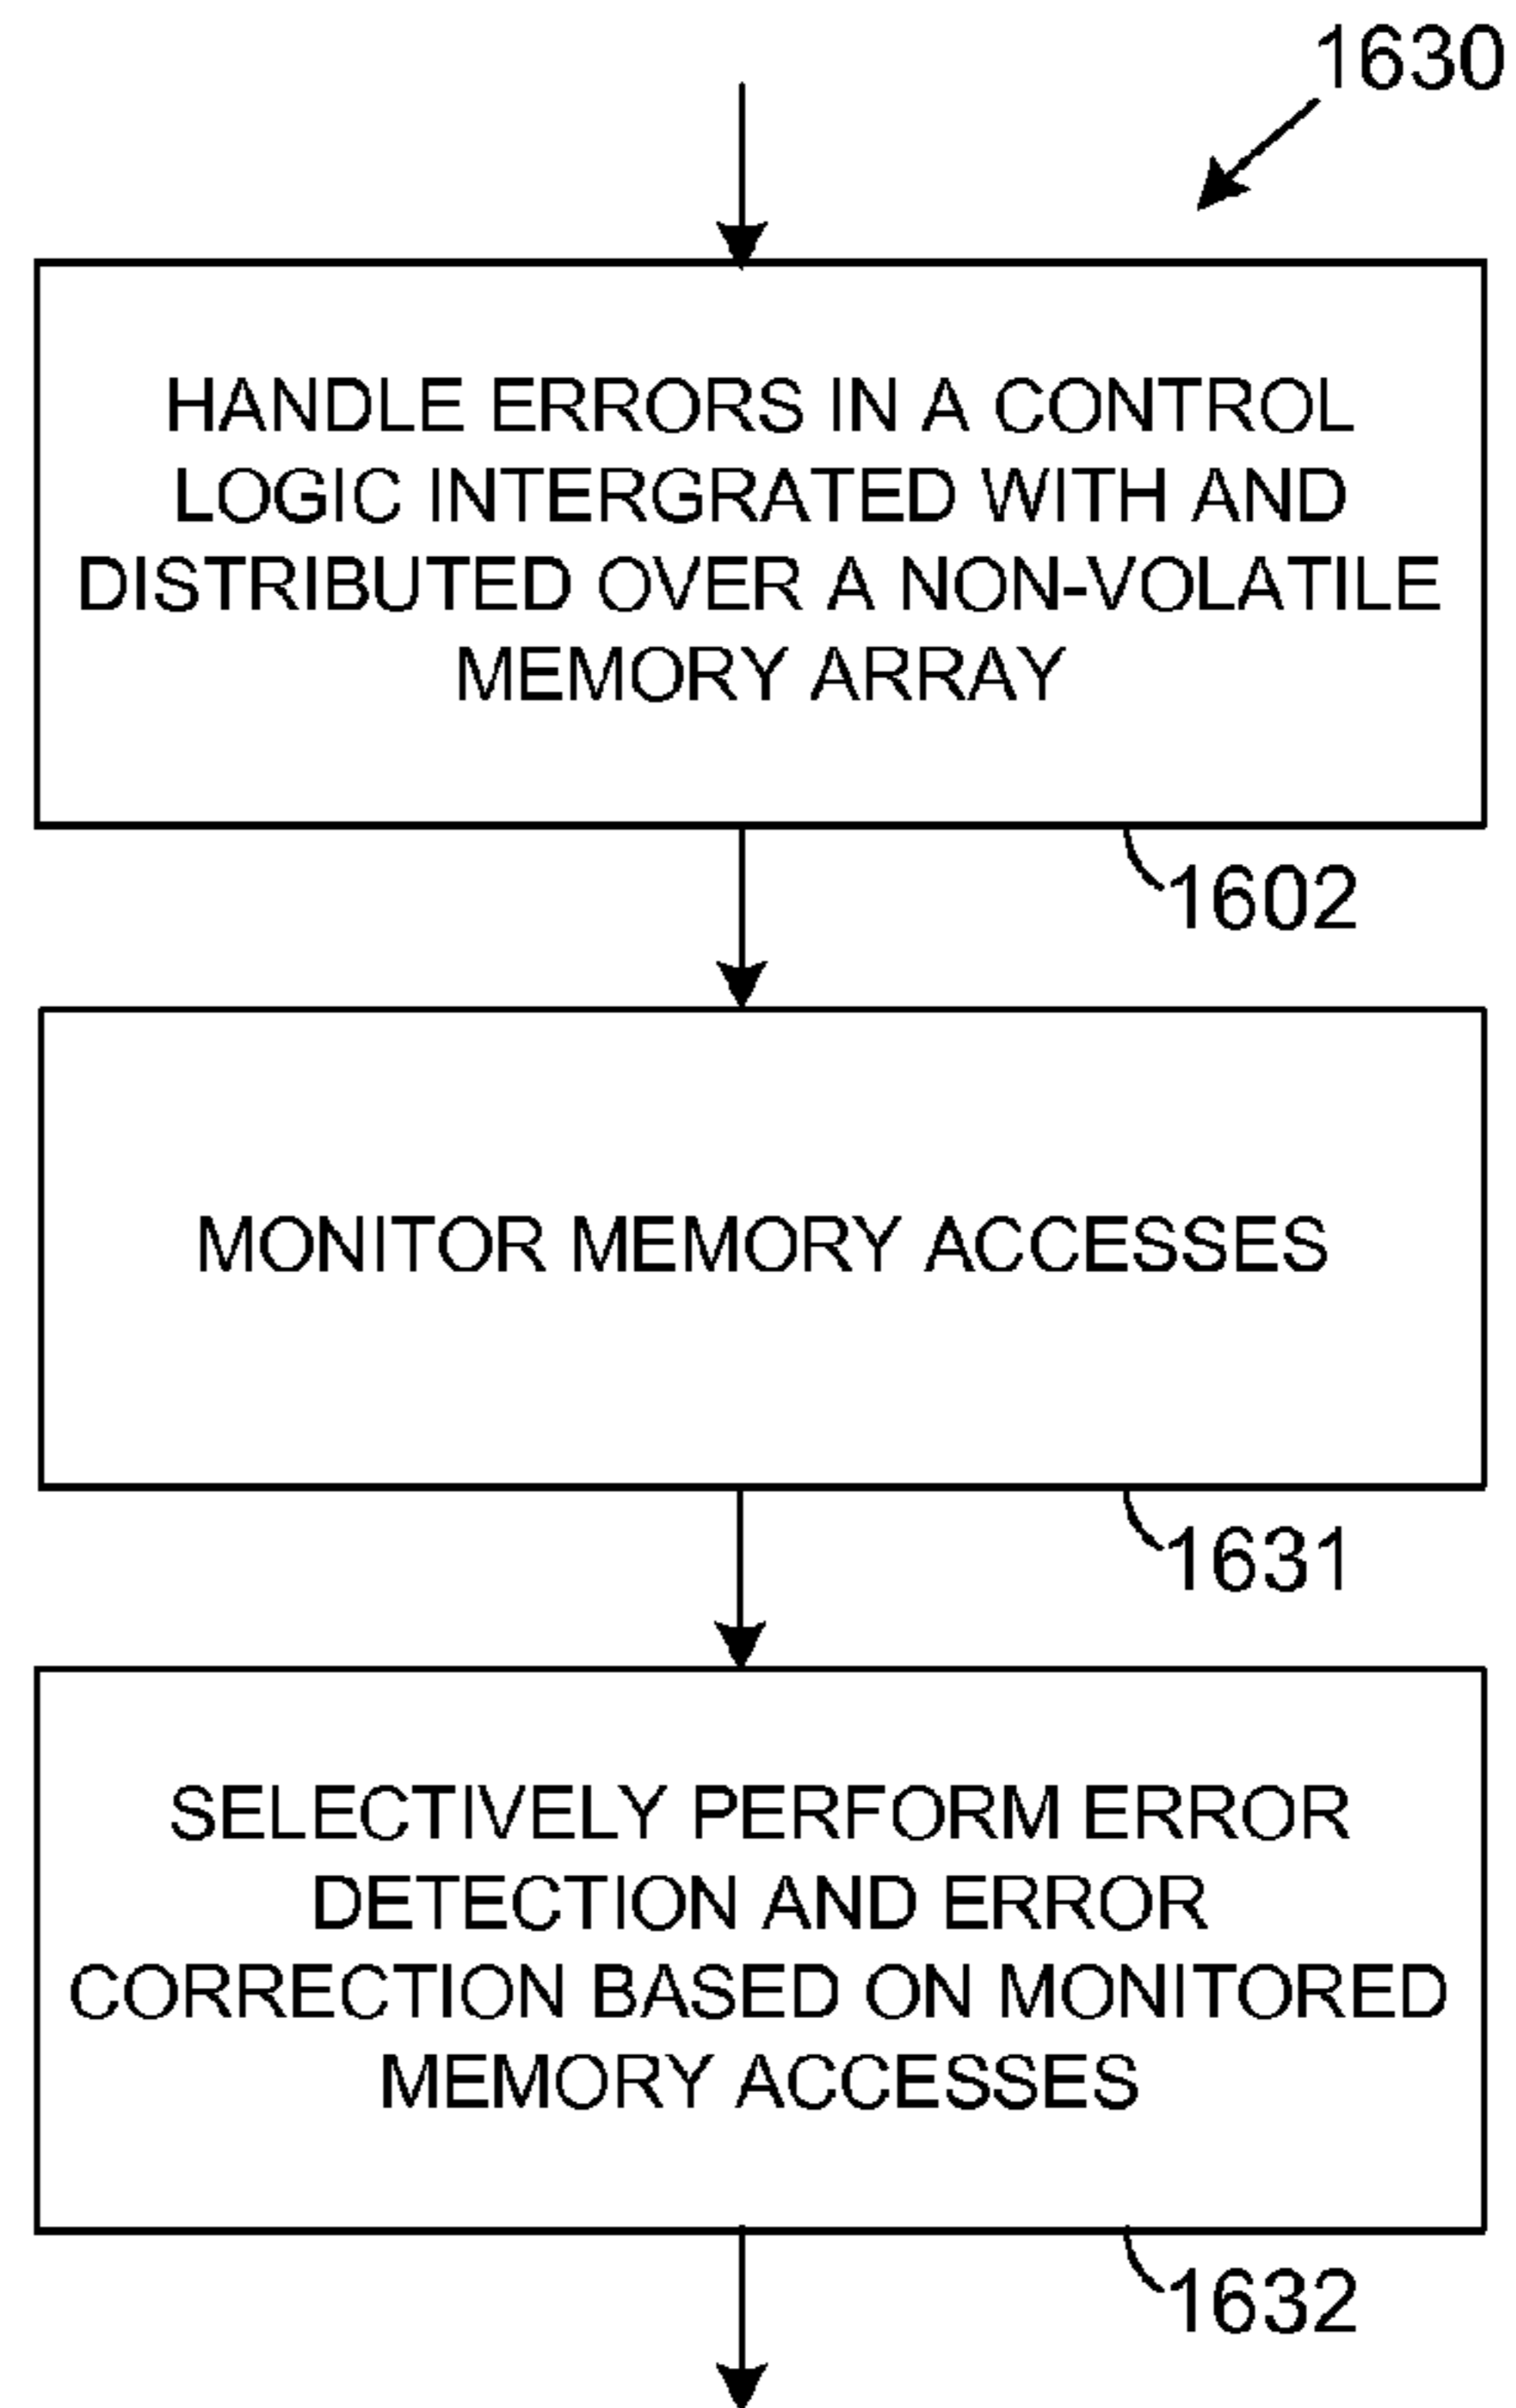 1630
HANDLE ERRORS IN A CONTROL
LOGIC INTERGRATED WITH AND
DISTRIBUTED OVER A NON-VOLATILE
MEMORY ARRAY
1602
MONITOR MEMORY ACCESSES
1631
SELECTIVELY PERFORM ERROR
DETECTION AND ERROR
CORRECTION BASED ON MONITORED
MEMORY ACCESSES
1632